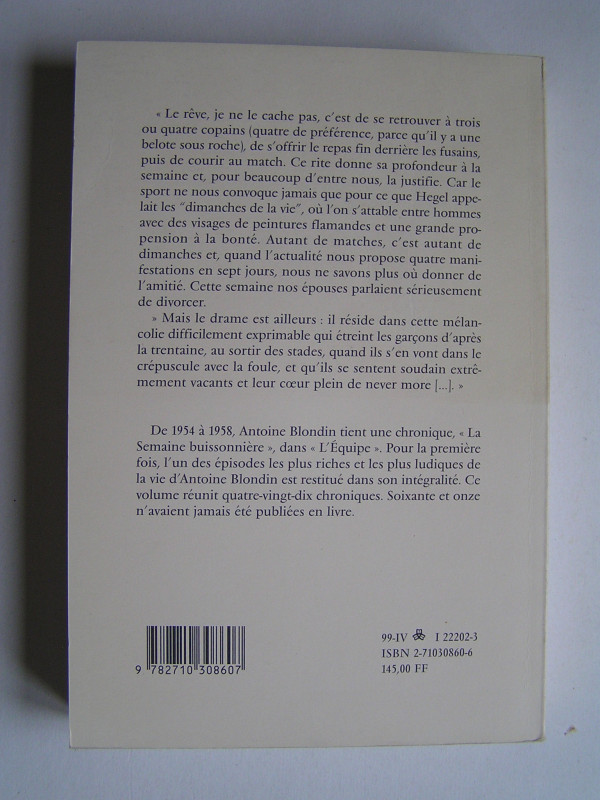 « Le rêve, je ne le cache pas, c'est de se retrouver à trois
ou quatre copains (quatre de préférence, parce qu'il y a une
belote sous roche), de s'offrir le repas fin derrière les fusains,
puis de courir au match. Ce rite donne sa profondeur à la
semaine et, pour beaucoup d'entre nous, la justifie. Car le
sport ne nous convoque jamais que pour ce que Hegel appe-
lait les "dimanches de la vie", où l'on s'attable entre hommes
avec des visages de peintures flamandes et une grande pro-
pension à la bonté. Autant de matches, c'est autant de
dimanches et, quand l'actualité nous propose quatre mani-
festations en sept jours, nous ne savons plus où donner de
l'amitié. Cette semaine nos épouses parlaient sérieusement
de divorcer.
» Mais le drame est ailleurs : il réside dans cette mélan-
colie difficilement exprimable qui étreint les garçons d'après
la trentaine, au sortir des stades, quand ils s'en vont dans le
crépuscule avec la foule, et qu'ils se sentent soudain extrê-
mement vacants et leur cœur plein de never more [...]. »
De 1954 à 1958, Antoine Blondin tient une chronique, « La
Semaine buissonnière », dans « L'Équipe ». Pour la première
fois, l'un des épisodes les plus riches et les plus ludiques de
la vie d'Antoine Blondin est restitué dans son intégralité. Ce
volume réunit quatre-vingt-dix chroniques. Soixante et onze
n'avaient jamais été publiées en livre.
99-IV I 22202-3
ISBN 2-71030860-6
145,00 FF
9 782710 308607